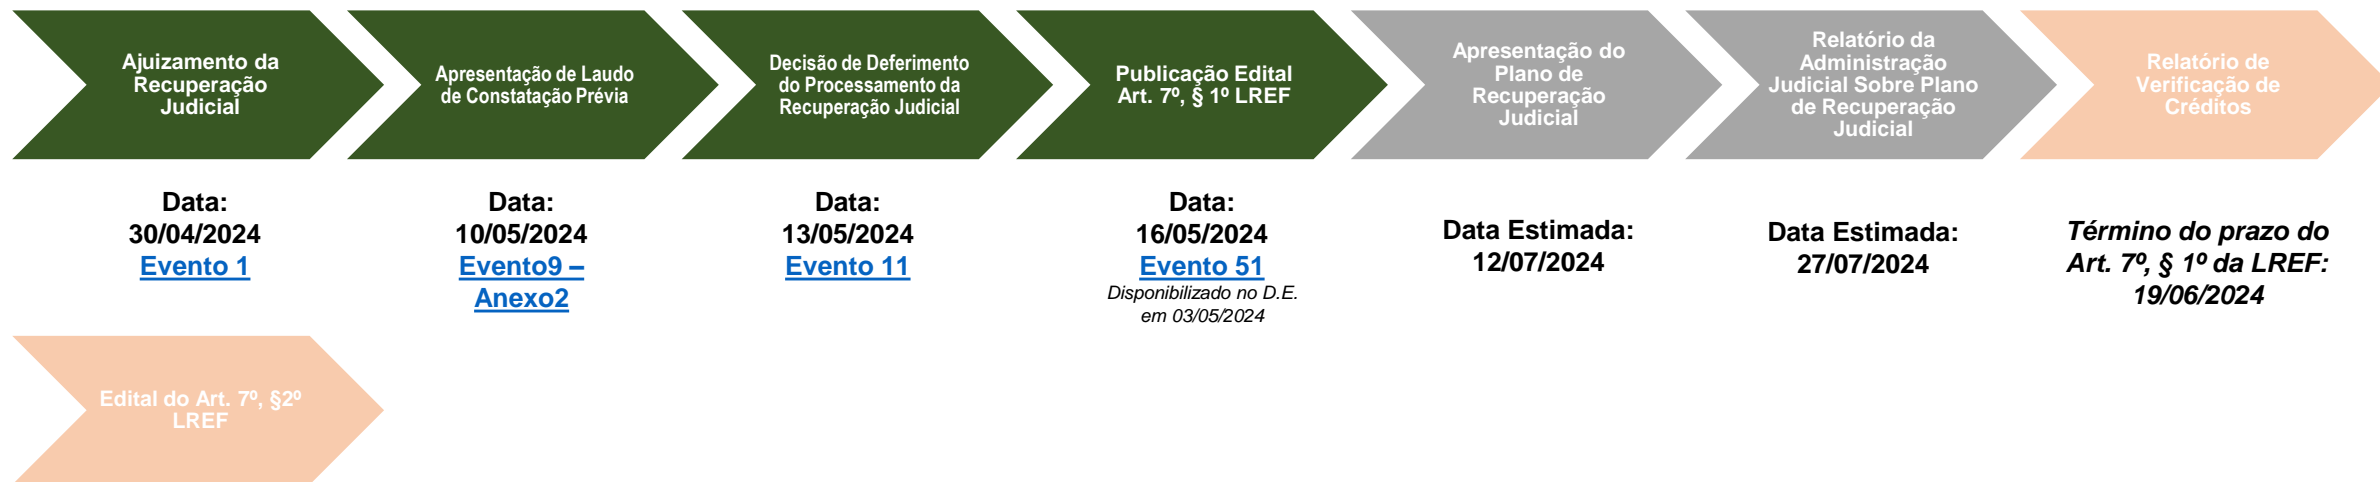 Ajuizamento da
Recuperação
Judicial
Apresentação de Laudo
de Constatação Prévia
Decisão de Deferimento
do Processamento da
Recuperação Judicial
Publicação Edital
Art. 7º, § 1º LREF
Apresentação do
Plano de
Recuperação
Judicial
Relatório da
Administração
Judicial Sobre Plano
de Recuperação
Judicial
Relatório de
Verificação de
Créditos
Data:
30/04/2024
Evento 1
Data:
10/05/2024
Evento9 –
Anexo2
Data:
13/05/2024
Evento 11
Data:
16/05/2024
Evento 51
Disponibilizado no D.E.
em 03/05/2024
Data Estimada:
12/07/2024
Data Estimada:
27/07/2024
Término do prazo do
Art. 7º, § 1º da LREF:
19/06/2024
Edital do Art. 7º, §2º
LREF